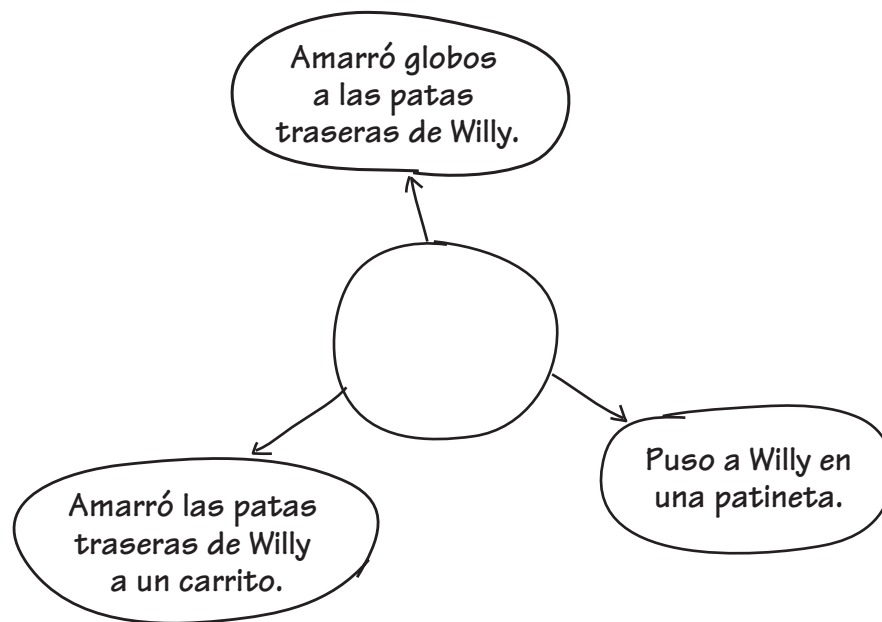 Amarró globos
a las patas
traseras de Willy.
Puso a Willy en
una patineta.
Amarró las patas
traseras de Willy
a un carrito.